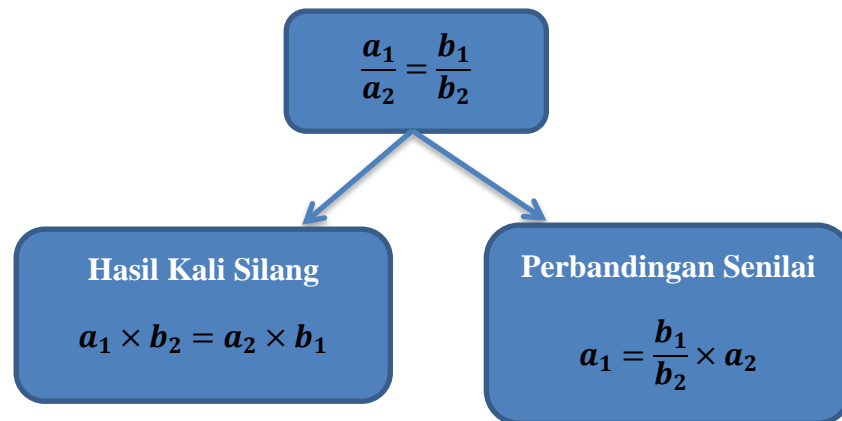 a₁/a₂ = b₁/b₂
Hasil Kali Silang
a₁ × b₂ = a₂ × b₁
Perbandingan Senilai
a₁ = b₁/b₂ × a₂